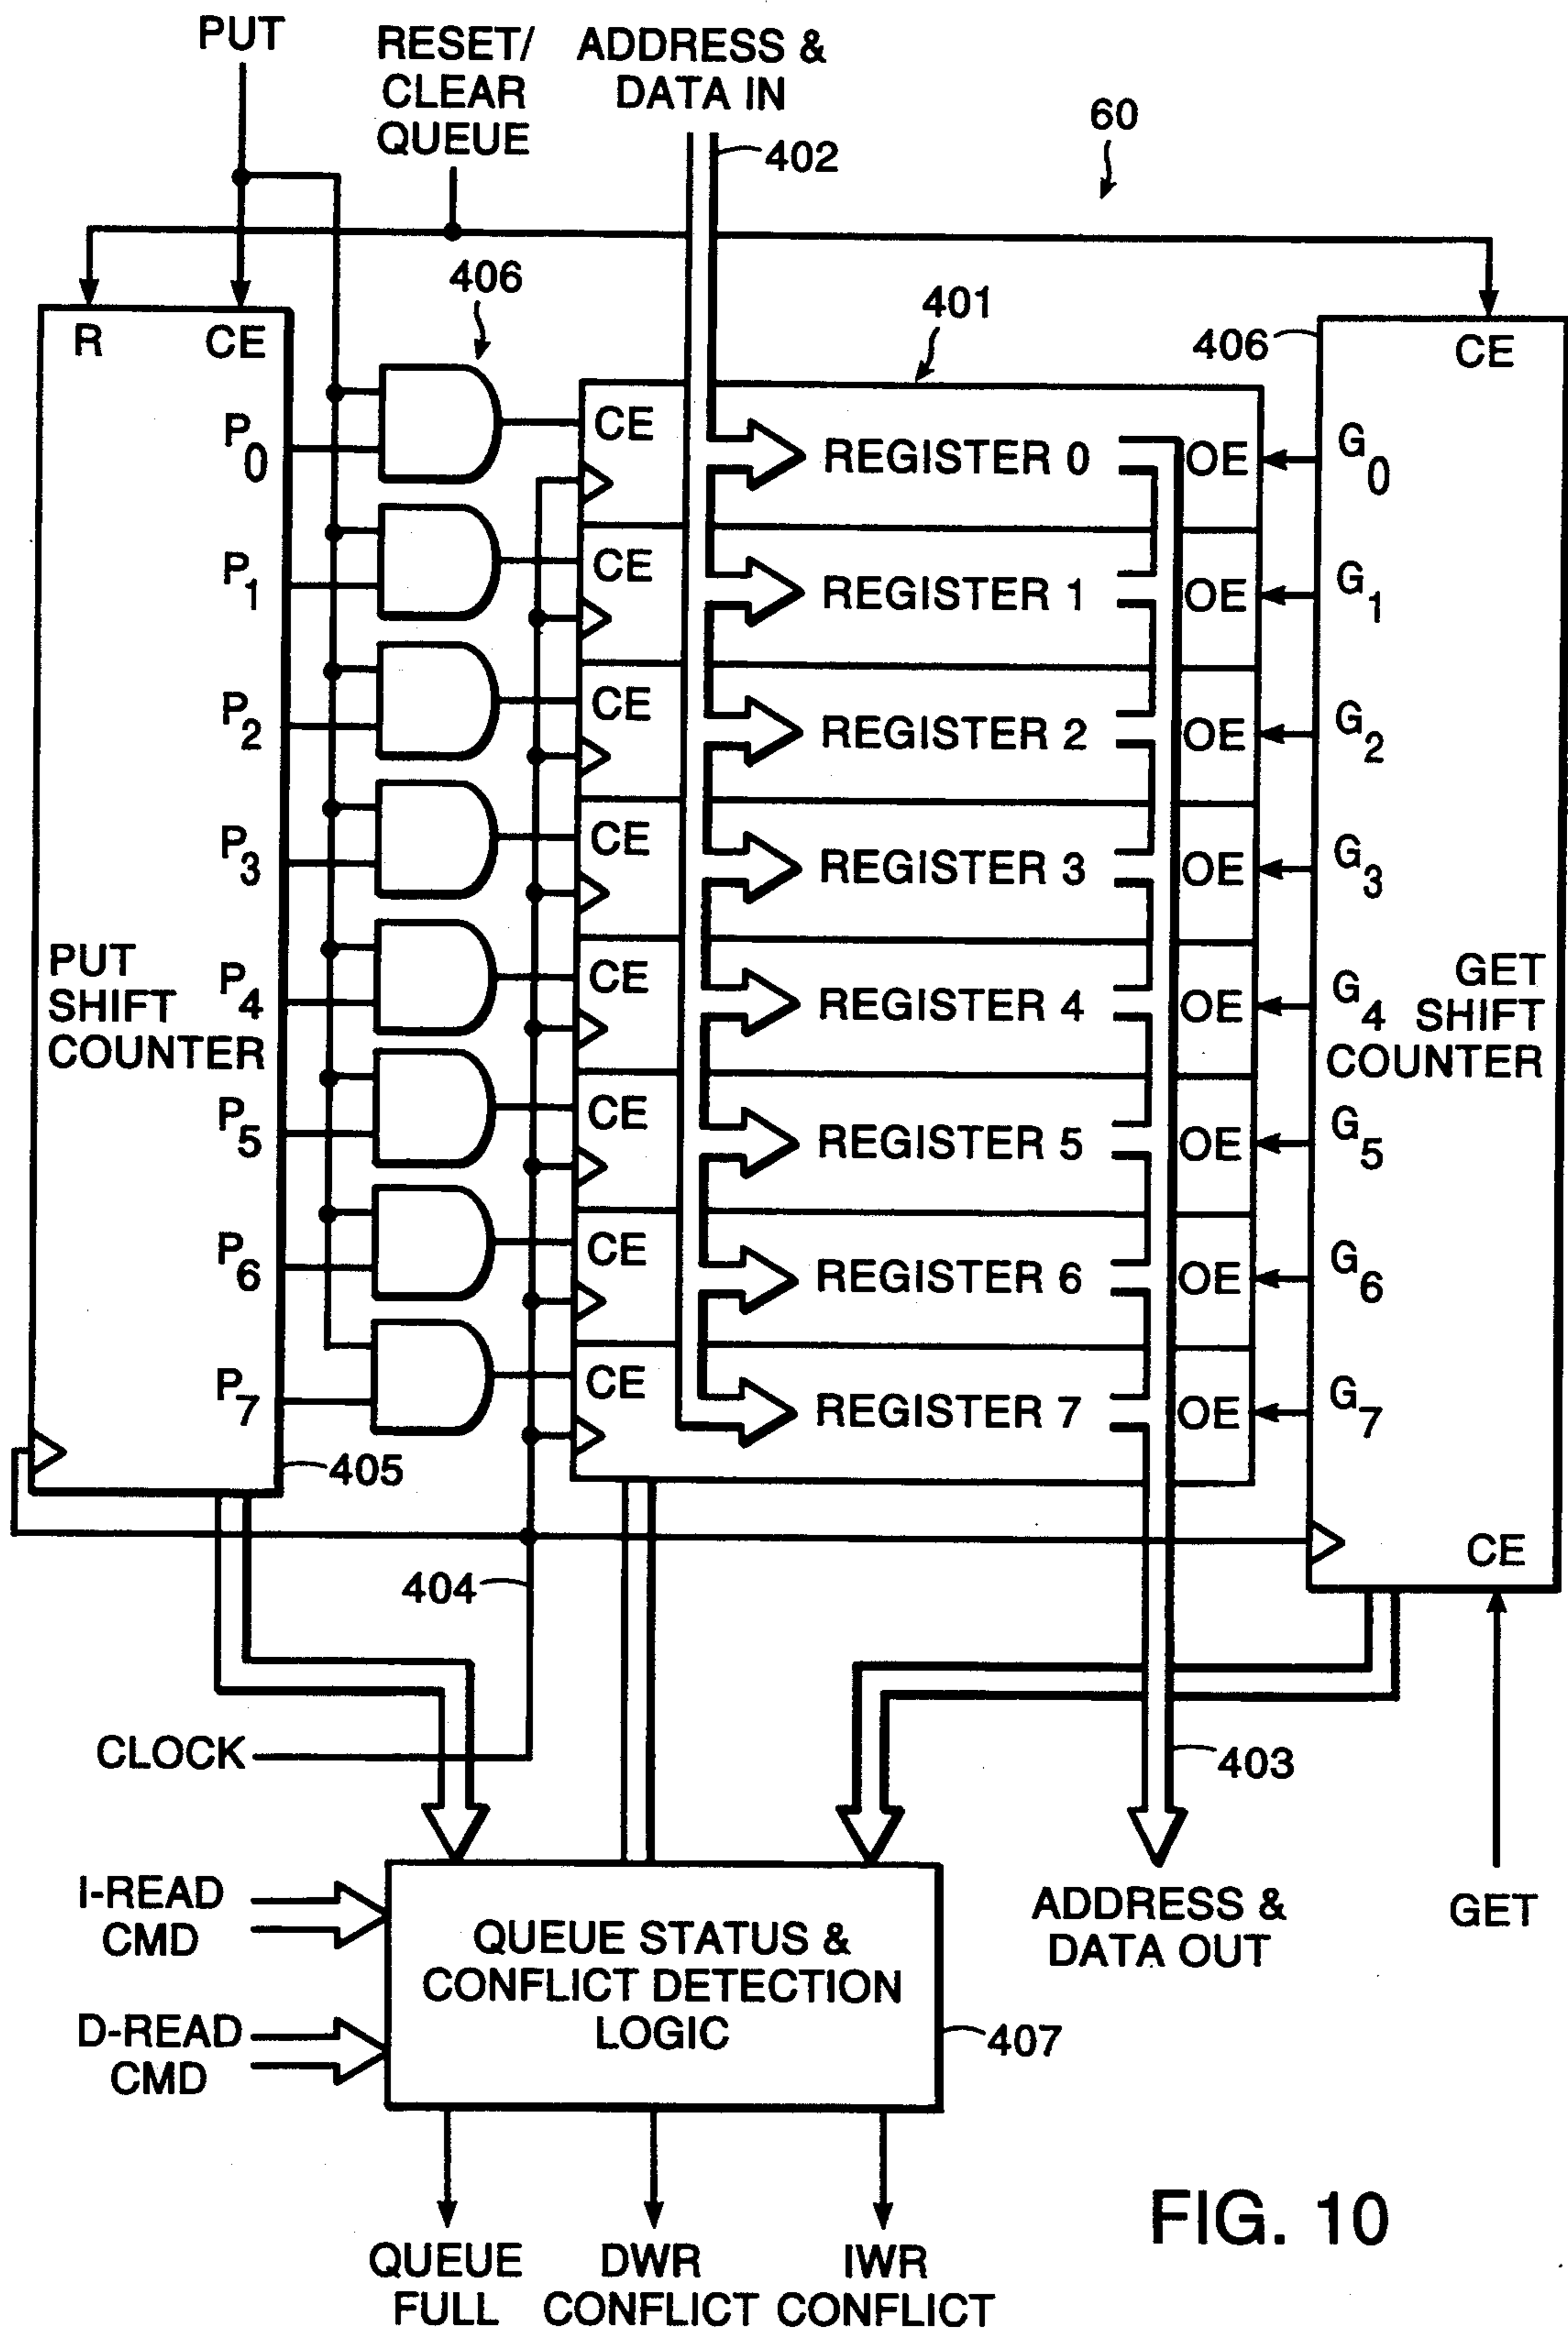 PUT
RESET/
CLEAR
QUEUE
ADDRESS &
DATA IN
402
60
406
401
406
R
CE
CE
P0
CE
REGISTER 0
OE
G0
P1
CE
REGISTER 1
OE
G1
P2
CE
REGISTER 2
OE
G2
P3
CE
REGISTER 3
OE
G3
PUT
SHIFT
COUNTER
P4
CE
REGISTER 4
OE
G4
GET
SHIFT
COUNTER
P5
CE
REGISTER 5
OE
G5
P6
CE
REGISTER 6
OE
G6
P7
CE
REGISTER 7
OE
G7
405
CE
404
CLOCK
403
I-READ
CMD
D-READ
CMD
QUEUE STATUS &
CONFLICT DETECTION
LOGIC
407
ADDRESS &
DATA OUT
GET
QUEUE
FULL
DWR
CONFLICT
IWR
CONFLICT
FIG. 10